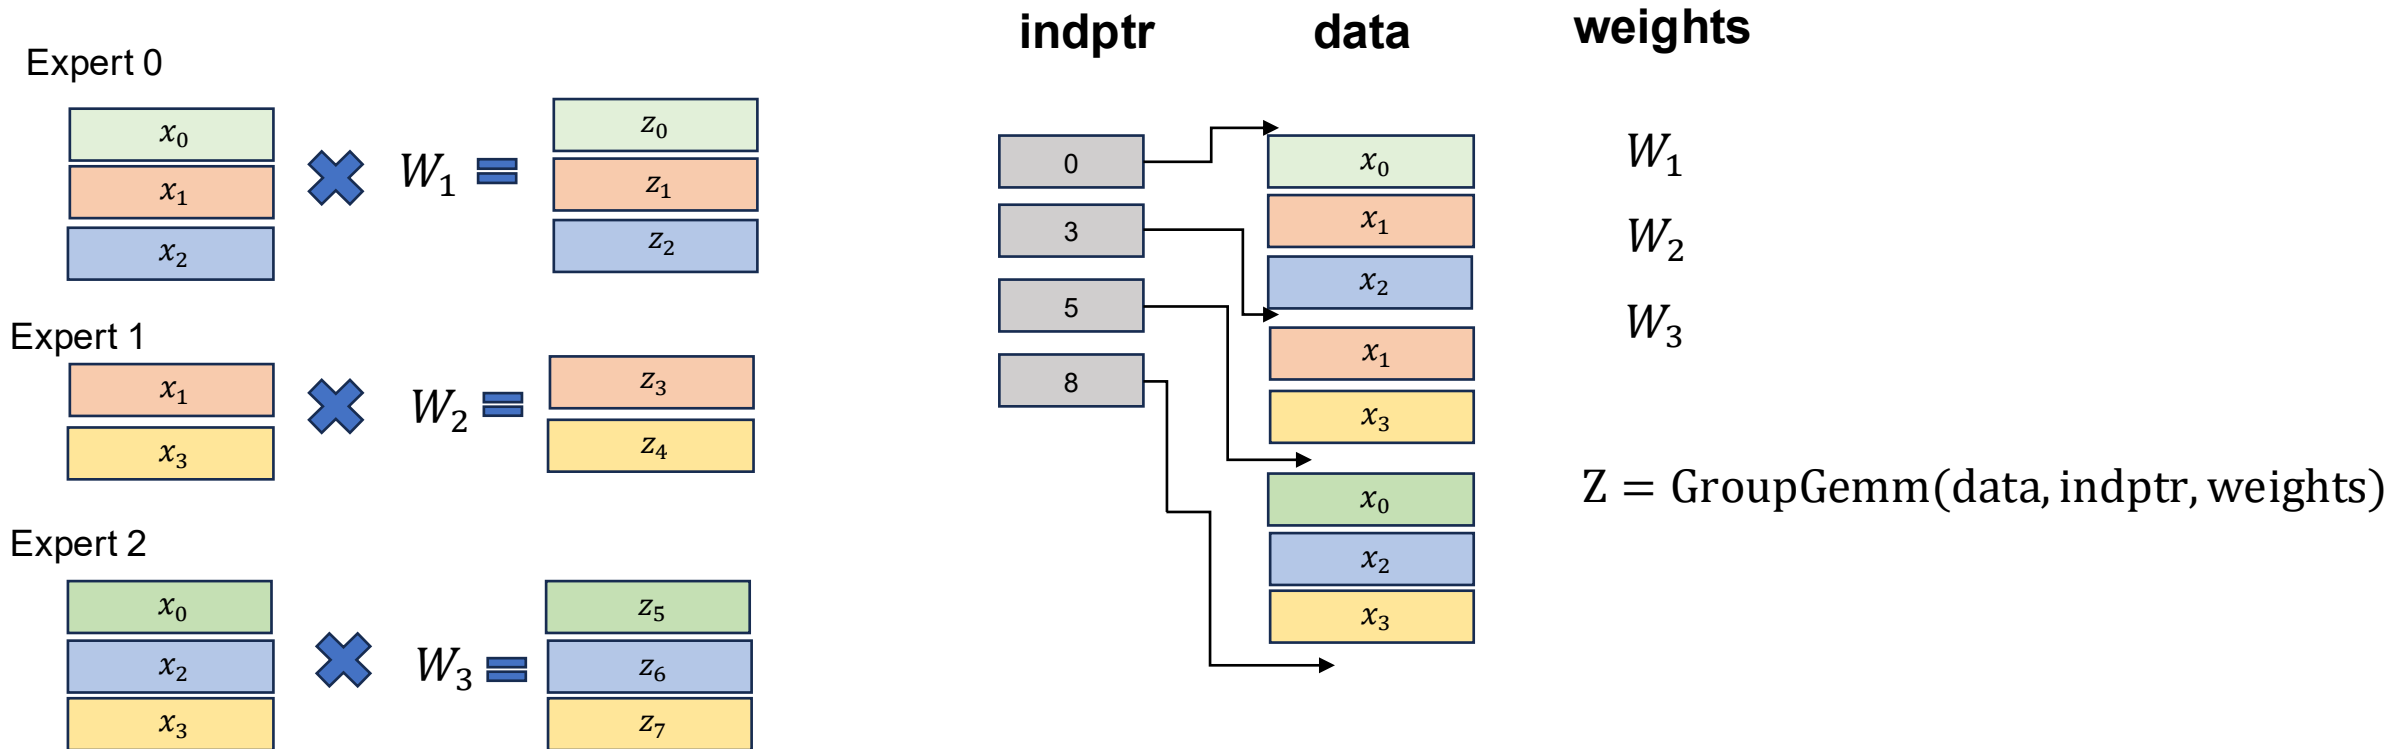 Expert 0
x₀
x₁
x₂
W₁
z₀
z₁
z₂
Expert 1
x₁
x₃
W₂
z₃
z₄
Expert 2
x₀
x₂
x₃
W₃
z₅
z₆
z₇
indptr
0
3
5
8
data
x₀
x₁
x₂
x₁
x₃
x₀
x₂
x₃
weights
W₁
W₂
W₃
Z = GroupGemm(data, indptr, weights)